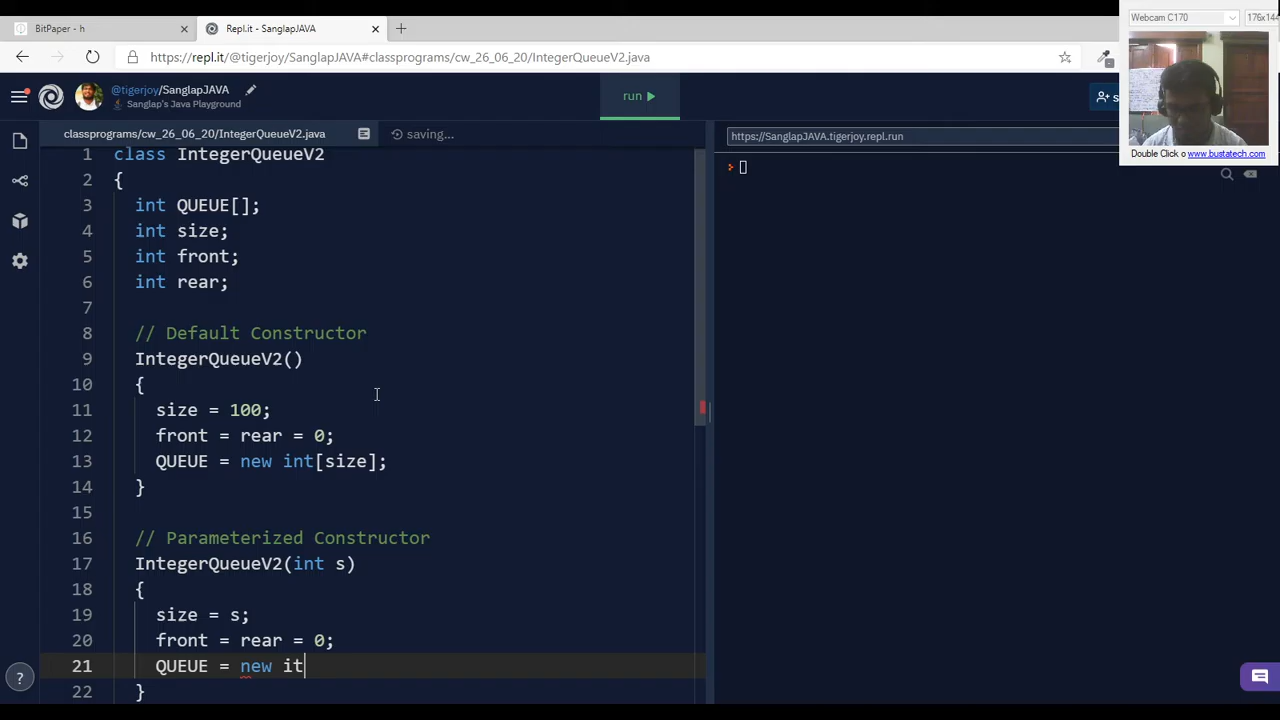 BitPaper - h
Repl.it - SanglapJAVA
Webcam C170
176x144
https://repl.it/@tigerjoy/SanglapJAVA#classprograms/cw_26_06_20/IntegerQueueV2.java
@tigerjoy/SanglapJAVA
Sanglap's Java Playground
run
s
Double Click o www.bustatech.com
classprograms/cw_26_06_20/IntegerQueueV2.java
saving...
https://SanglapJAVA.tigerjoy.repl.run
1 class IntegerQueueV2
2 {
3 int QUEUE[];
4 int size;
5 int front;
6 int rear;
7
8 // Default Constructor
9 IntegerQueueV2()
10 {
11 size = 100;
12 front = rear = 0;
13 QUEUE = new int[size];
14 }
15
16 // Parameterized Constructor
17 IntegerQueueV2(int s)
18 {
19 size = s;
20 front = rear = 0;
21 QUEUE = new it
22 }
?